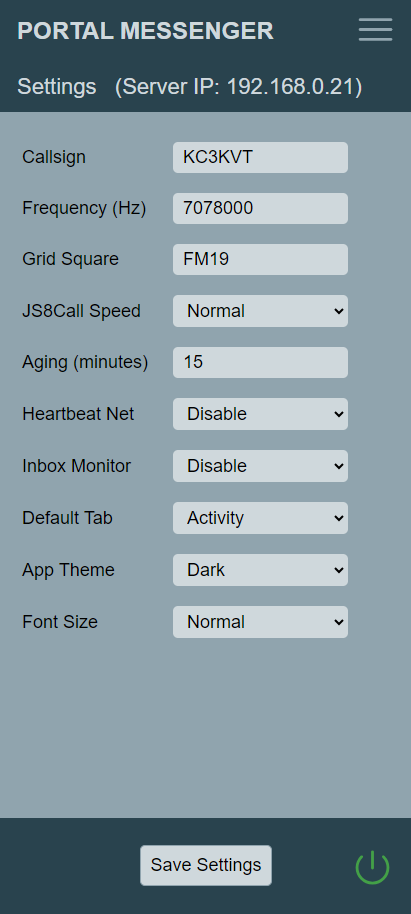 PORTAL MESSENGER
Settings (Server IP: 192.168.0.21)
Callsign KC3KVT
Frequency (Hz) 7078000
Grid Square FM19
JS8Call Speed Normal
Aging (minutes) 15
Heartbeat Net Disable
Inbox Monitor Disable
Default Tab Activity
App Theme Dark
Font Size Normal
Save Settings